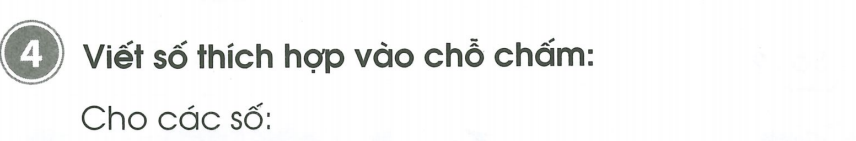 4 Viết số thích hợp vào chỗ chấm:
Cho các số: